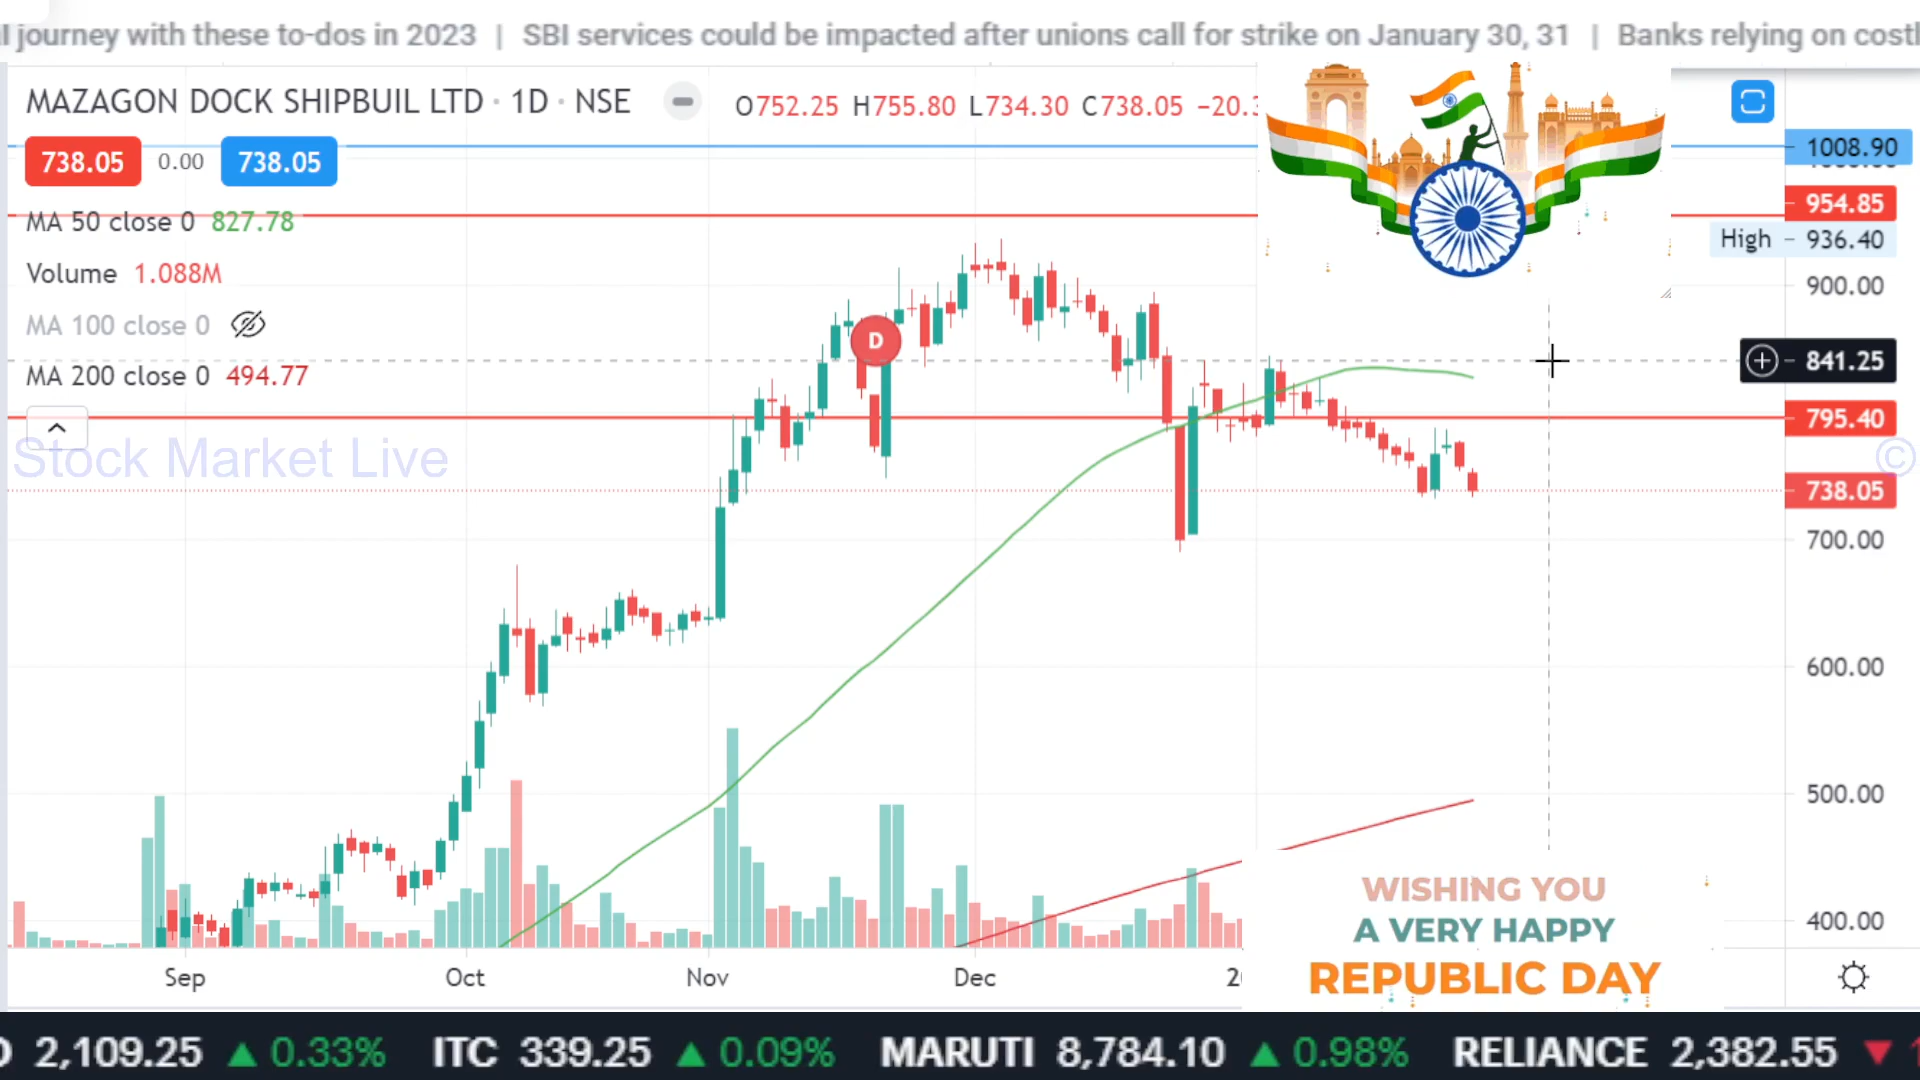 journey with these to-dos in 2023 | SBI services could be impacted after unions call for strike on January 30, 31 | Banks relying on
MAZAGON DOCK SHIPBUIL LTD · 1D · NSE
O752.25 H755.80 L734.30 C738.05
738.05 0.00 738.05
MA 50 close 0 827.78
Volume 1.088M
MA 100 close 0
MA 200 close 0 494.77
Stock Market Live
D
1008.90
954.85
High 936.40
900.00
841.25
795.40
©
738.05
700.00
600.00
500.00
400.00
Sep Oct Nov Dec
WISHING YOU
A VERY HAPPY
REPUBLIC DAY
2,109.25 ▲ 0.33% ITC 339.25 ▲ 0.09% MARUTI 8,784.10 ▲ 0.98% RELIANCE 2,382.55 ▼